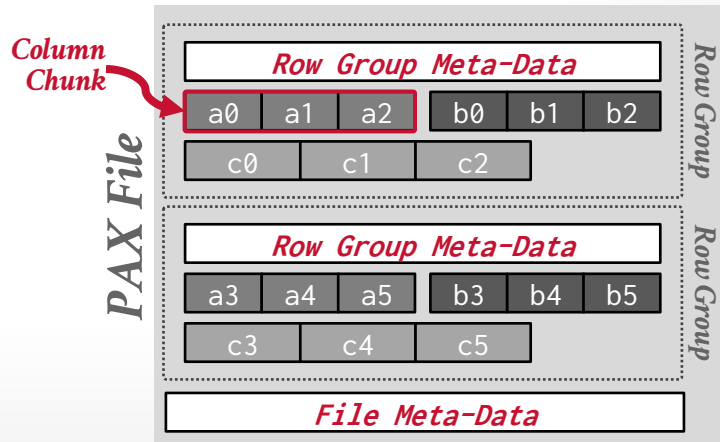 Column
Chunk
PAX File
Row Group Meta-Data
a0 a1 a2 b0 b1 b2
c0 c1 c2
Row Group
Row Group Meta-Data
a3 a4 a5 b3 b4 b5
c3 c4 c5
Row Group
File Meta-Data